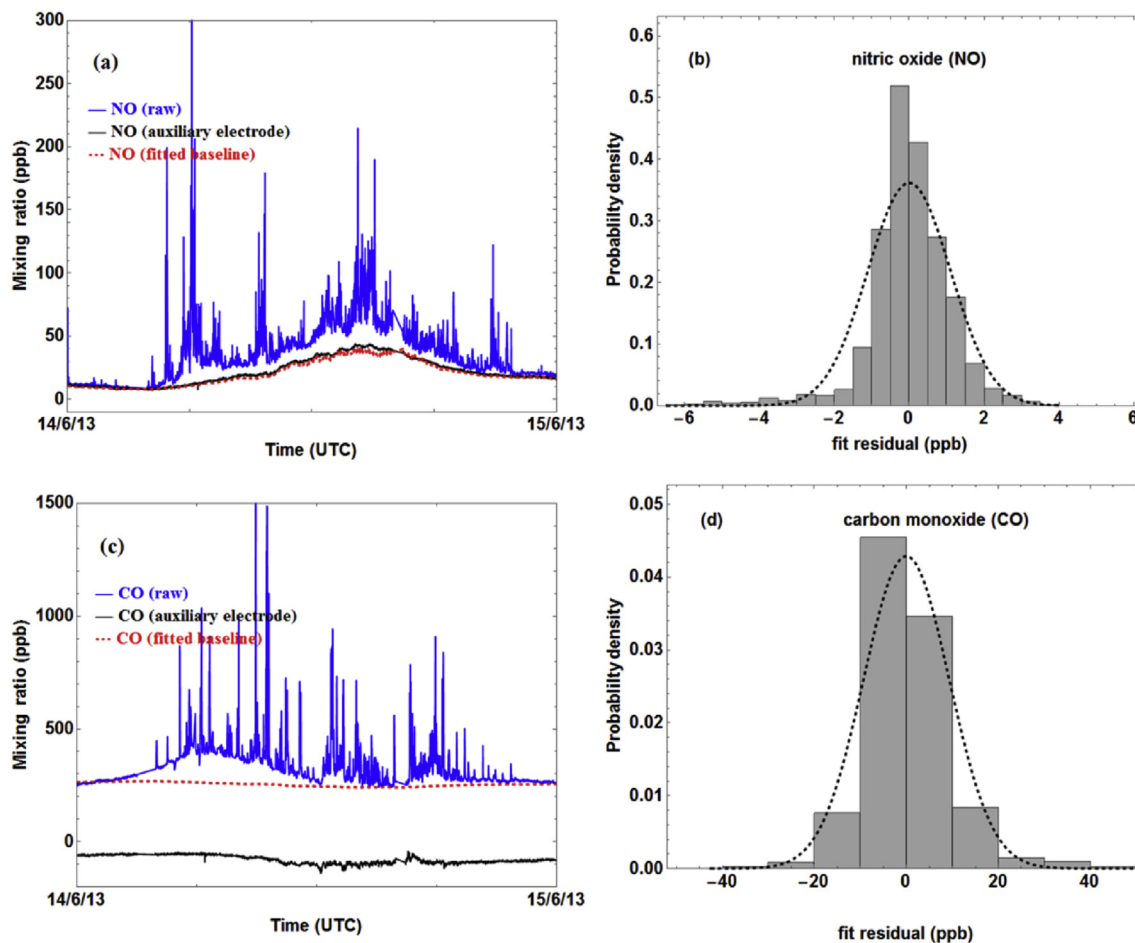 (a)
NO (raw)
NO (auxiliary electrode)
NO (fitted baseline)
300
250
200
150
100
50
0
Mixing ratio (ppb)
14/6/13
15/6/13
Time (UTC)
(b)
nitric oxide (NO)
0.6
0.5
0.4
0.3
0.2
0.1
0.0
Probablilty density
−6
−4
−2
0
2
4
6
fit residual (ppb)
(c)
CO (raw)
CO (auxiliary electrode)
CO (fitted baseline)
1500
1000
500
0
Mixing ratio (ppb)
14/6/13
15/6/13
Time (UTC)
(d)
carbon monoxide (CO)
0.05
0.04
0.03
0.02
0.01
0.00
Probablilty density
−40
−20
0
20
40
fit residual (ppb)